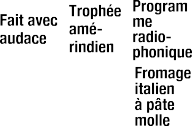 Fait avec
audace
Trophée
amé-
rindien
Program
me
radio-
phonique
Fromage
italien
à pâte
molle